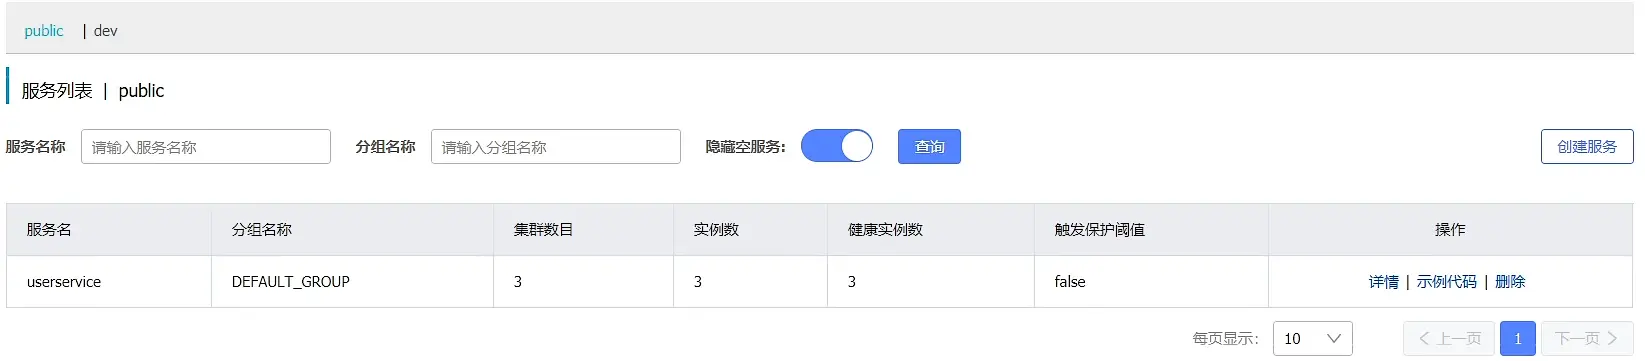 public | dev
服务列表 | public
服务名称 请输入服务名称 分组名称 请输入分组名称 隐藏空服务: 查询 创建服务
服务名 分组名称 集群数目 实例数 健康实例数 触发保护阈值 操作
userservice DEFAULT_GROUP 3 3 3 false 详情 | 示例代码 | 删除
每页显示: 10 < 上一页 1 下一页 >